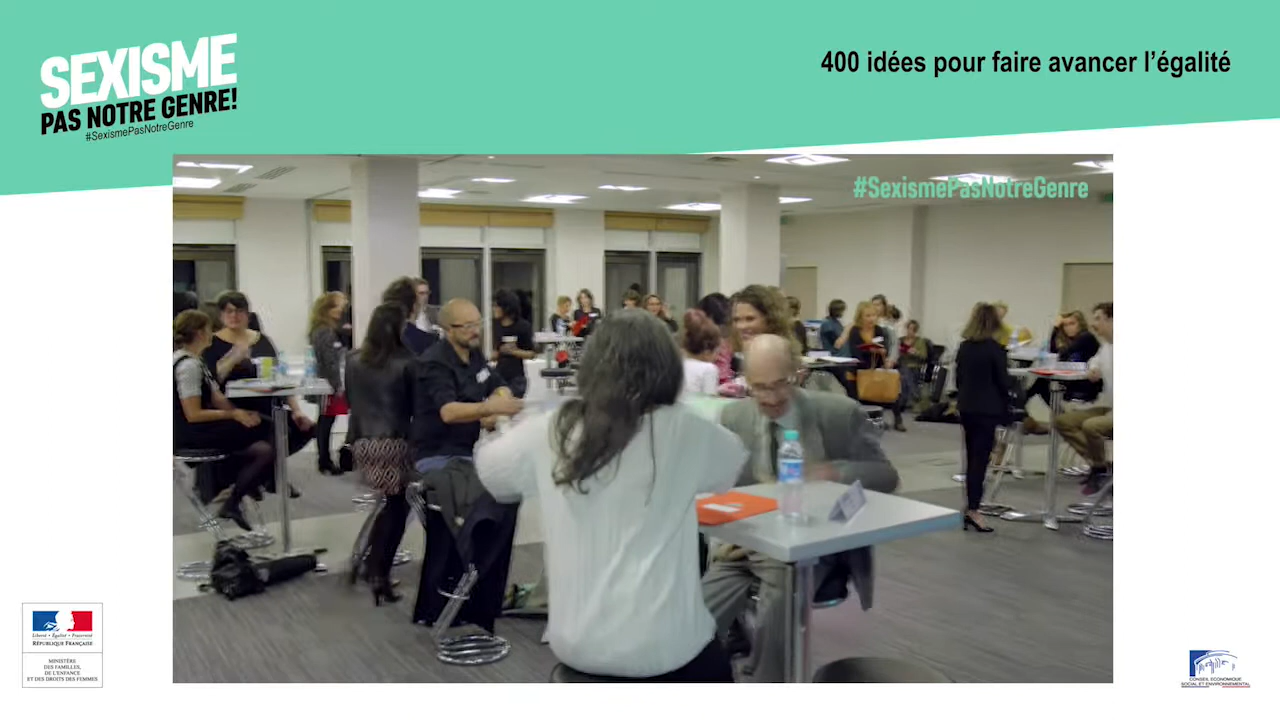 SEXISME
PAS NOTRE GENRE!
#SexismePasNotreGenre
400 idées pour faire avancer l'égalité
#SexismePasNotreGenre
Liberté • Égalité • Fraternité
RÉPUBLIQUE FRANÇAISE
MINISTÈRE
DES FAMILLES,
DE L'ENFANCE
ET DES DROITS DES FEMMES
CONSEIL ECONOMIQUE
SOCIAL ET ENVIRONNEMENTAL